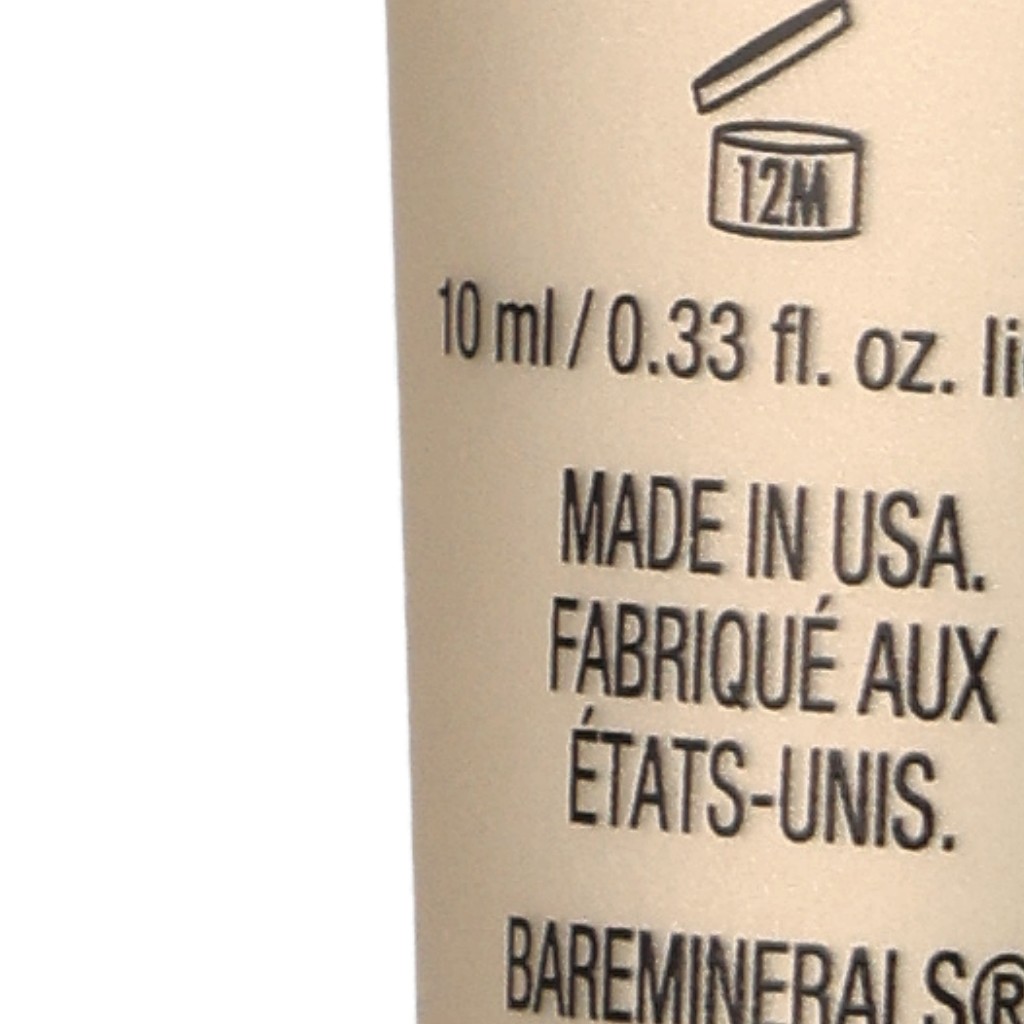 12M
10 ml / 0.33 fl. oz.
MADE IN USA.
FABRIQUÉ AUX
ÉTATS-UNIS.
BAREMINERALS®